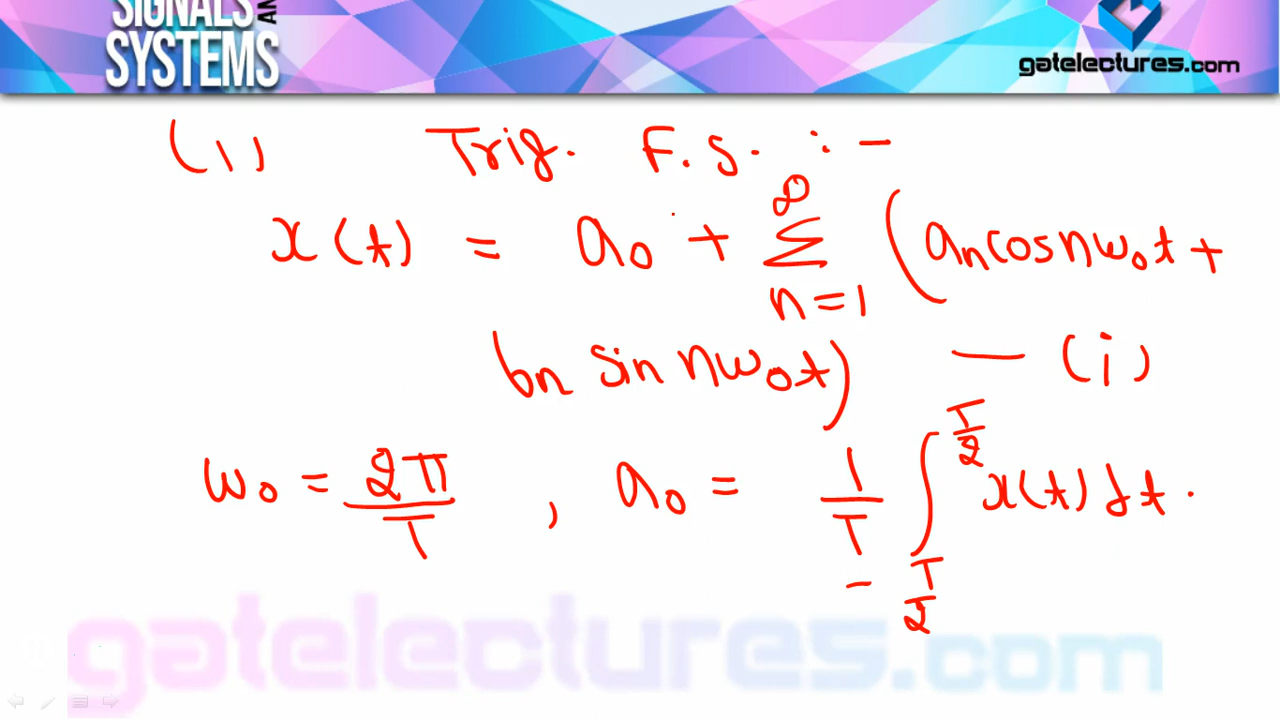 SIGNALS AN
SYSTEMS
gatelectures.com
(1) Trig. F.S. :-
x(t) = a₀ + ∑_{n=1}^{∞} (aₙ cos nω₀t +
bₙ sin nω₀t) — (i)
ω₀ = 2π/T , a₀ = 1/T ∫_{-T/2}^{T/2} x(t) dt .
gatelectures.com